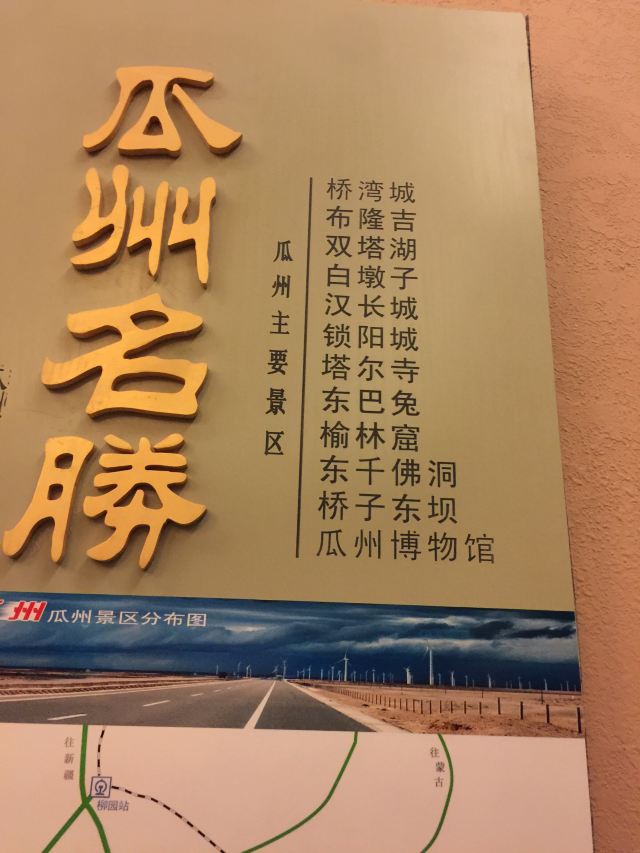 瓜州名勝
瓜州主要景区
桥湾城
布隆吉
双塔湖
白墩子
汉长城
锁阳城
塔尔寺
东巴兔
榆林窟
东千佛洞
桥子东坝
瓜州博物馆
州 瓜州景区分布图
往新疆
往蒙古
柳园站